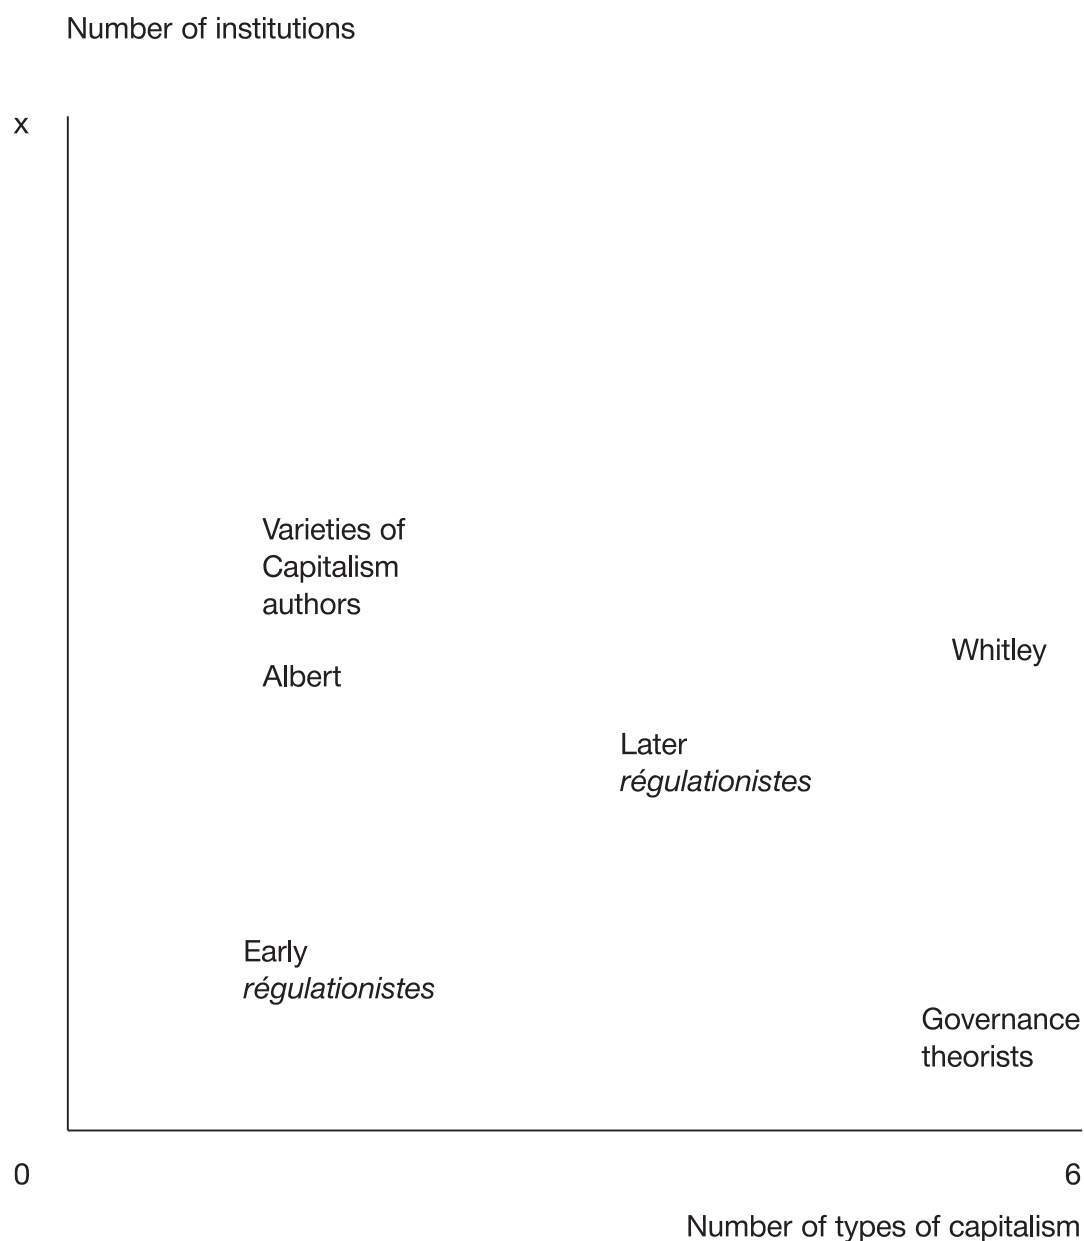 Number of institutions
x
Varieties of
Capitalism
authors
Whitley
Albert
Later
régulationistes
Early
régulationistes
Governance
theorists
0
6
Number of types of capitalism